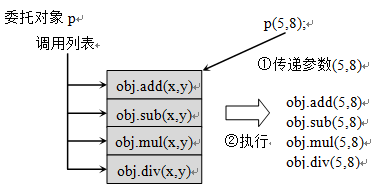 委托对象 p
调用列表
p(5,8);
①传递参数(5,8)
obj.add(x,y)
obj.sub(x,y)
obj.mul(x,y)
obj.div(x,y)
②执行
obj.add(5,8)
obj.sub(5,8)
obj.mul(5,8)
obj.div(5,8)